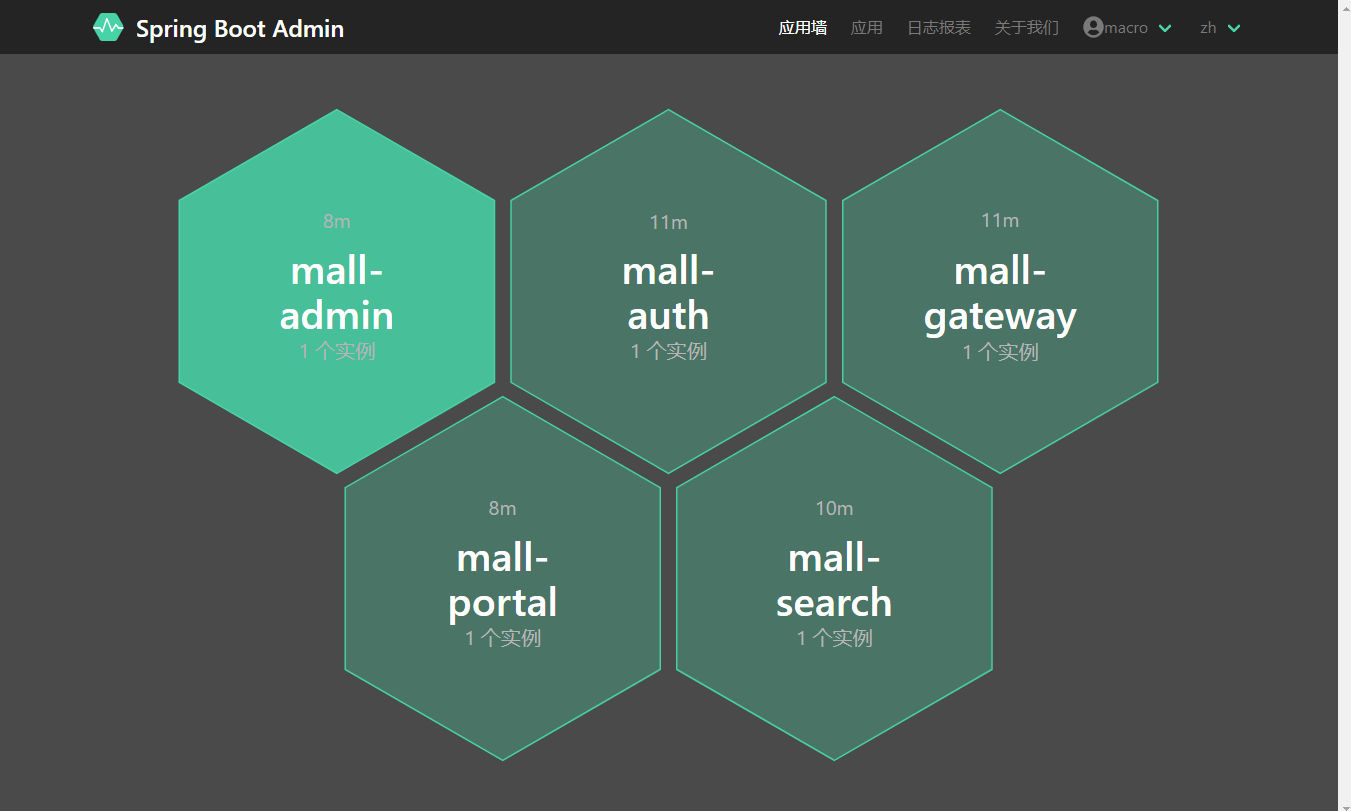 Spring Boot Admin
应用墙
应用
日志报表
关于我们
macro
zh
8m
mall-
admin
1 个实例
11m
mall-
auth
1 个实例
11m
mall-
gateway
1 个实例
8m
mall-
portal
1 个实例
10m
mall-
search
1 个实例